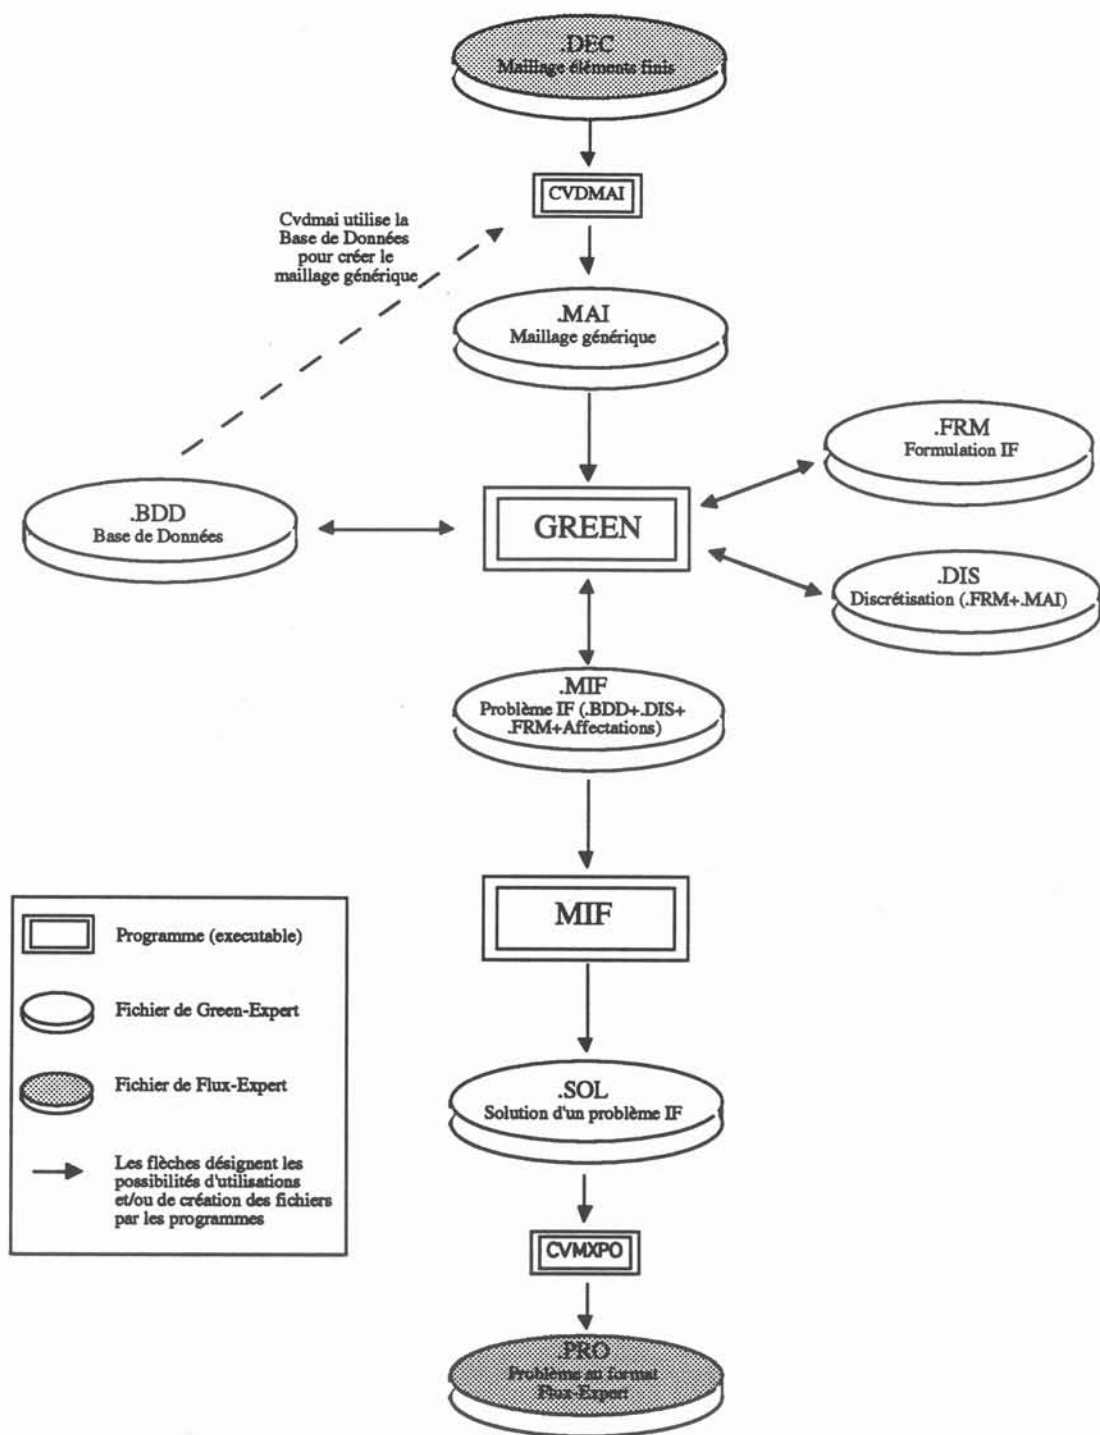 .DEC
Maillage éléments finis
CVDMAI
Cvdmai utilise la
Base de Données
pour créer le
maillage générique
.MAI
Maillage générique
.FRM
Formulation IF
.BDD
Base de Données
GREEN
.DIS
Discrétisation (.FRM+.MAI)
.MIF
Problème IF (.BDD+.DIS+
.FRM+Affectations)
MIF
Programme (executable)
Fichier de Green-Expert
Fichier de Flux-Expert
Les flèches désignent les
possibilités d'utilisations
et/ou de création des fichiers
par les programmes
.SOL
Solution d'un problème IF
CVMXPO
.PRO
Problème au format
Flux-Expert